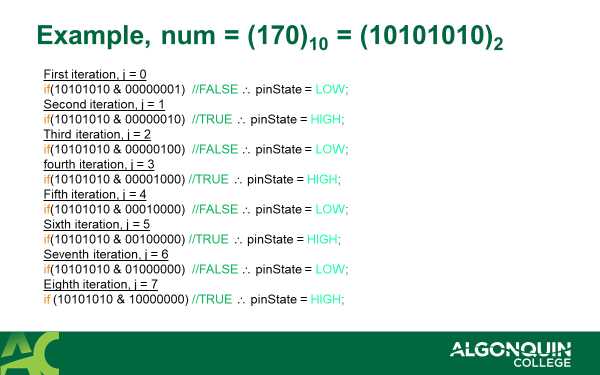 Example, num = (170)10 = (10101010)2
First iteration, j = 0
if(10101010 & 00000001) //FALSE ∴ pinState = LOW;
Second iteration, j = 1
if(10101010 & 00000010) //TRUE ∴ pinState = HIGH;
Third iteration, j = 2
if(10101010 & 00000100) //FALSE ∴ pinState = LOW;
fourth iteration, j = 3
if(10101010 & 00001000) //TRUE ∴ pinState = HIGH;
Fifth iteration, j = 4
if(10101010 & 00010000) //FALSE ∴ pinState = LOW;
Sixth iteration, j = 5
if(10101010 & 00100000) //TRUE ∴ pinState = HIGH;
Seventh iteration, j = 6
if(10101010 & 01000000) //FALSE ∴ pinState = LOW;
Eighth iteration, j = 7
if (10101010 & 10000000) //TRUE ∴ pinState = HIGH;
AC
ALGONQUIN
COLLEGE